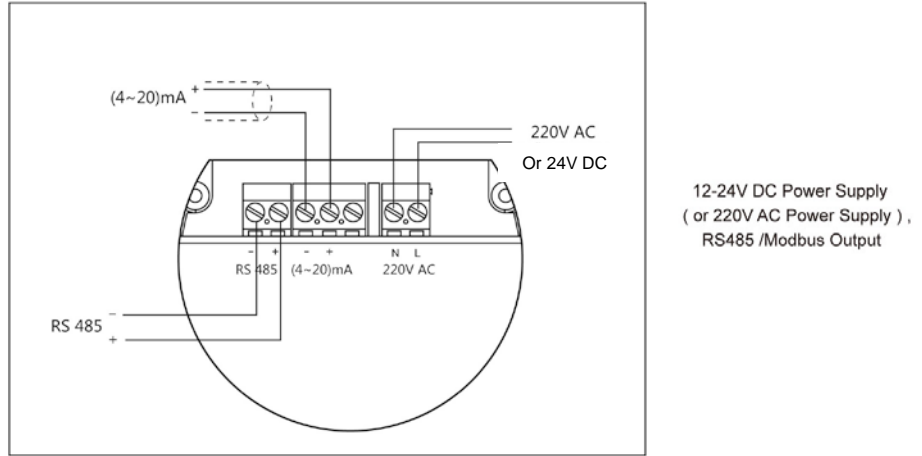 (4~20)mA
+
−
220V AC
Or 24V DC
− + − + N L
RS 485 (4~20)mA 220V AC
RS 485
−
+
12-24V DC Power Supply
( or 220V AC Power Supply ) ,
RS485 /Modbus Output